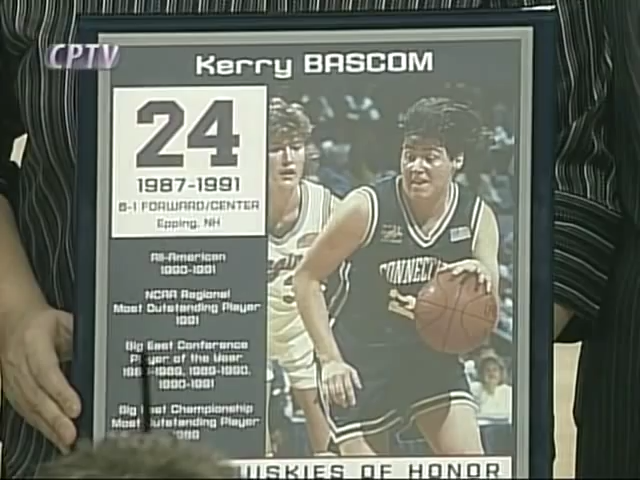 CPTV
Kerry BASCOM
24
1987-1991
6-1 FORWARD/CENTER
Epping, NH
All-American
1990-1991
NCAA Regional
Most Outstanding Player
1991
Big East Conference
Player of the Year
1988-1989, 1989-1990,
1990-1991
Big East Championship
Most Outstanding Player
CONNECTI
HUSKIES OF HONOR